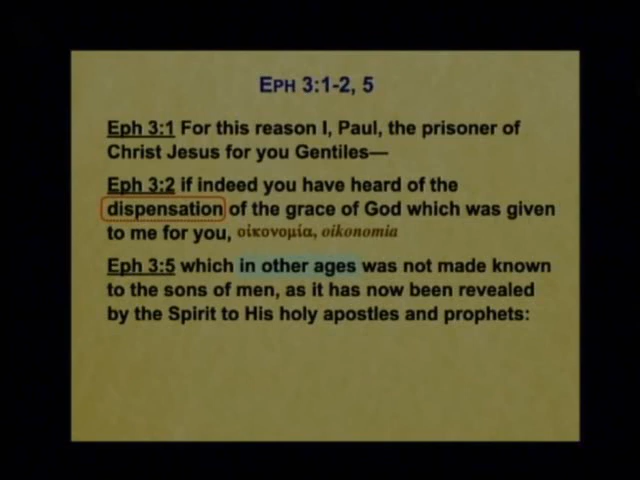 EPH 3:1-2, 5
Eph 3:1 For this reason I, Paul, the prisoner of
Christ Jesus for you Gentiles—
Eph 3:2 if indeed you have heard of the
dispensation of the grace of God which was given
to me for you, οἰκονομία, oikonomia
Eph 3:5 which in other ages was not made known
to the sons of men, as it has now been revealed
by the Spirit to His holy apostles and prophets: